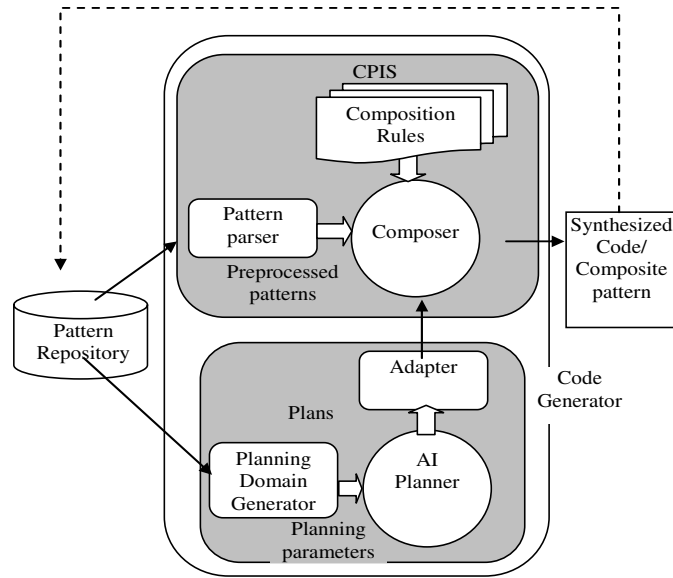 CPIS
Composition
Rules
Pattern
parser
Composer
Preprocessed
patterns
Synthesized
Code/
Composite
pattern
Pattern
Repository
Adapter
Code
Generator
Plans
Planning
Domain
Generator
AI
Planner
Planning
parameters